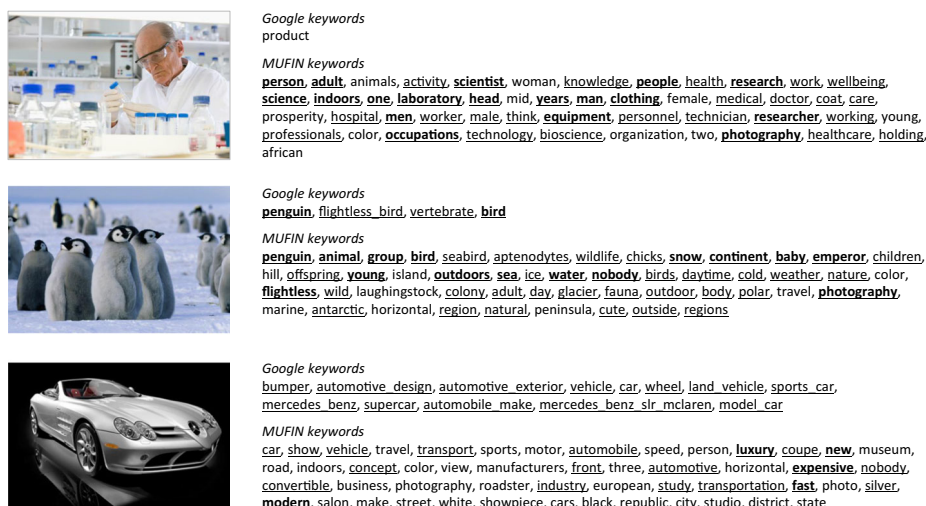 Google keywords
product
MUFIN keywords
person, adult, animals, activity, scientist, woman, knowledge, people, health, research, work, wellbeing,
science, indoors, one, laboratory, head, mid, years, man, clothing, female, medical, doctor, coat, care,
prosperity, hospital, men, worker, male, think, equipment, personnel, technician, researcher, working, young,
professionals, color, occupations, technology, bioscience, organization, two, photography, healthcare, holding,
african
Google keywords
penguin, flightless_bird, vertebrate, bird
MUFIN keywords
penguin, animal, group, bird, seabird, aptenodytes, wildlife, chicks, snow, continent, baby, emperor, children,
hill, offspring, young, island, outdoors, sea, ice, water, nobody, birds, daytime, cold, weather, nature, color,
flightless, wild, laughingstock, colony, adult, day, glacier, fauna, outdoor, body, polar, travel, photography,
marine, antarctic, horizontal, region, natural, peninsula, cute, outside, regions
Google keywords
bumper, automotive_design, automotive_exterior, vehicle, car, wheel, land_vehicle, sports_car,
mercedes_benz, supercar, automobile_make, mercedes_benz_slr_mclaren, model_car
MUFIN keywords
car, show, vehicle, travel, transport, sports, motor, automobile, speed, person, luxury, coupe, new, museum,
road, indoors, concept, color, view, manufacturers, front, three, automotive, horizontal, expensive, nobody,
convertible, business, photography, roadster, industry, european, study, transportation, fast, photo, silver,
modern, salon, make, street, white, showpiece, cars, black, republic, city, studio, district, state